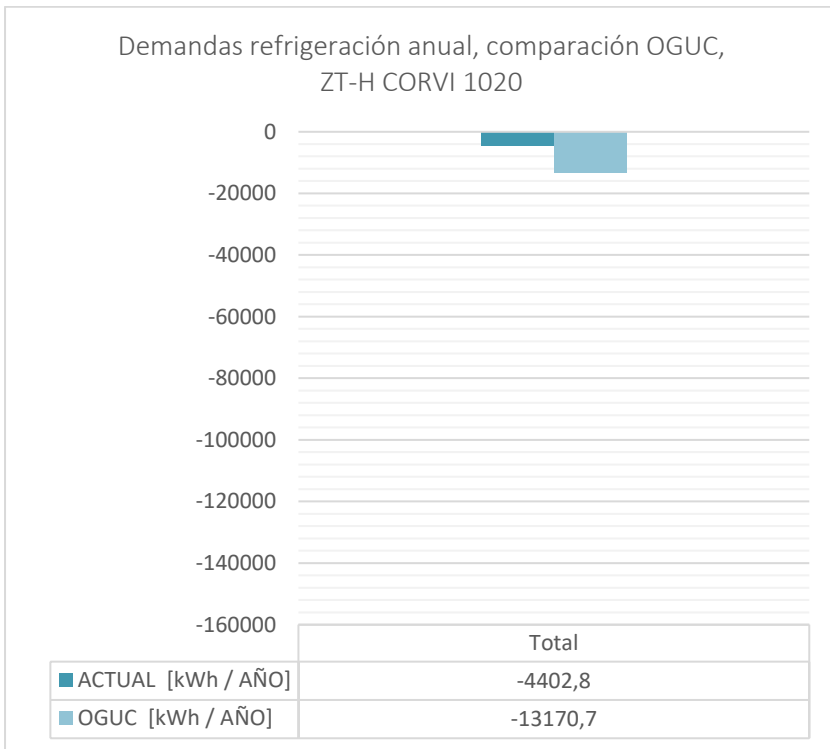 Demandas refrigeración anual, comparación OGUC,
ZT-H CORVI 1020
0
-20000
-40000
-60000
-80000
-100000
-120000
-140000
-160000
Total
ACTUAL [kWh / AÑO] -4402,8
OGUC [kWh / AÑO] -13170,7